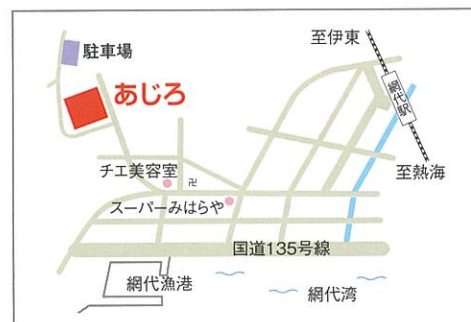 至伊東
駐車場
あじろ
網代駅
チエ美容室
卍
至熱海
スーパーみはらや
国道135号線
網代漁港
網代湾